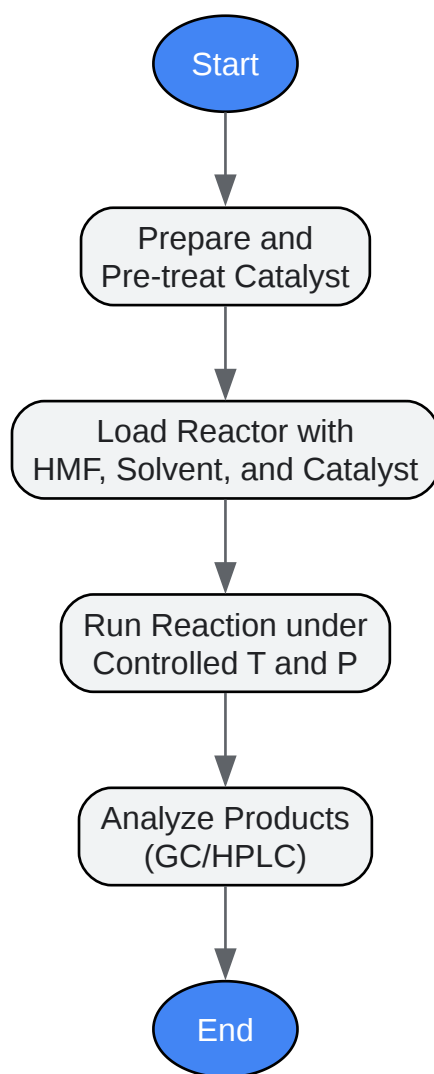 Start
Prepare and
Pre-treat Catalyst
Load Reactor with
HMF, Solvent, and Catalyst
Run Reaction under
Controlled T and P
Analyze Products
(GC/HPLC)
End